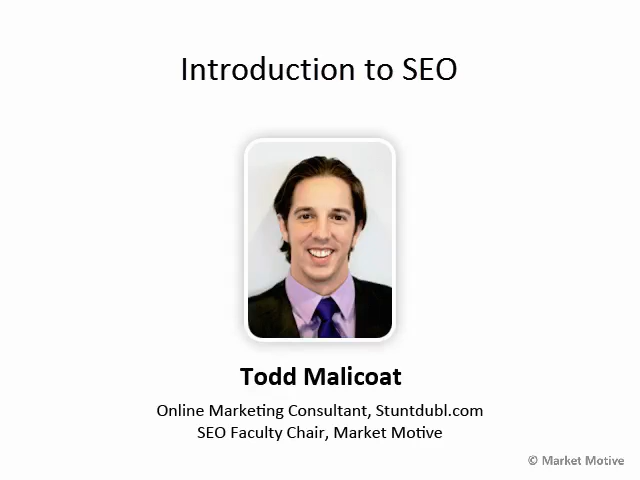 Introduction to SEO
Todd Malicoat
Online Marketing Consultant, Stuntdubl.com
SEO Faculty Chair, Market Motive
© Market Motive